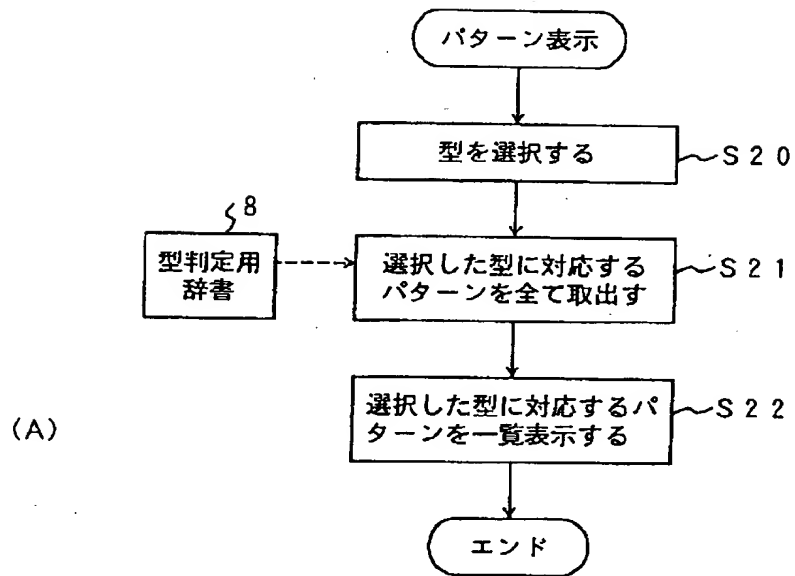 パターン表示
型を選択する
S20
8
型判定用
辞書
選択した型に対応する
パターンを全て取出す
S21
選択した型に対応するパ
ターンを一覧表示する
S22
(A)
エンド